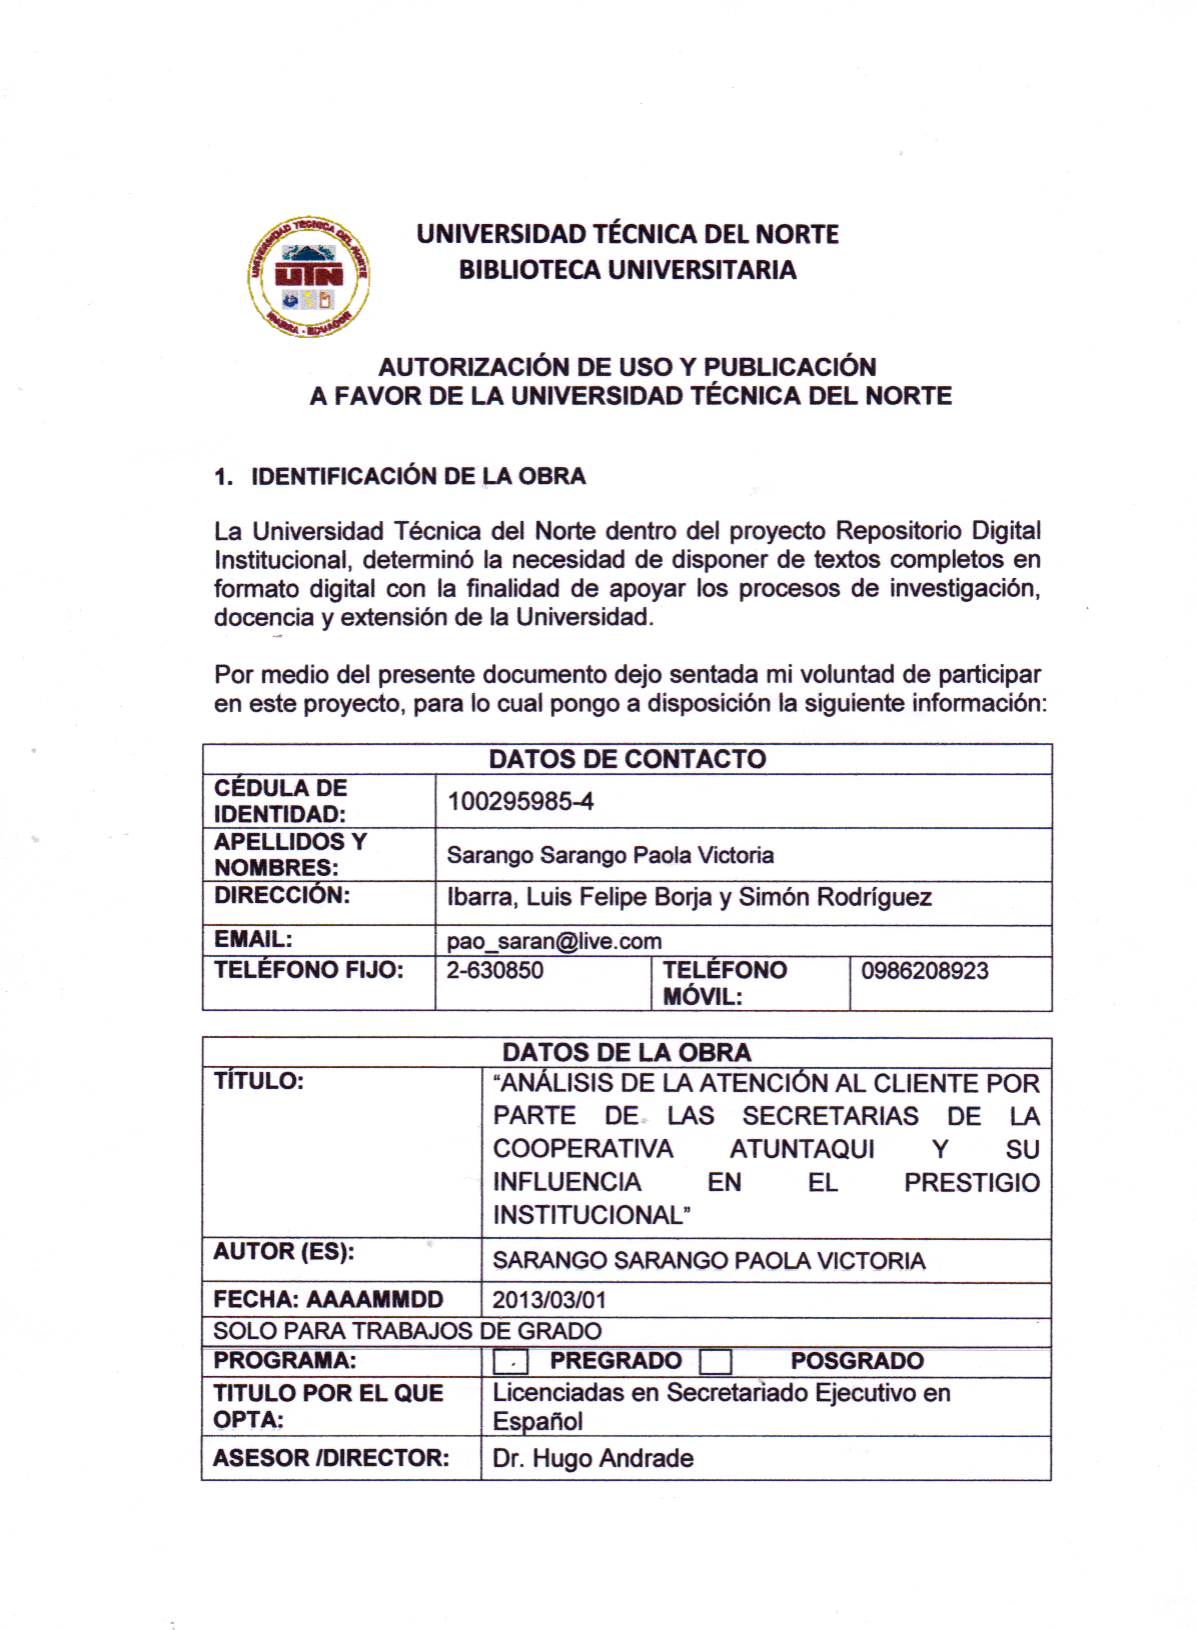 UNIVERSIDAD TÉCNICA DEL NORTE
IBARRA - ECUADOR
UTN
UNIVERSIDAD TÉCNICA DEL NORTE
BIBLIOTECA UNIVERSITARIA
AUTORIZACIÓN DE USO Y PUBLICACIÓN
A FAVOR DE LA UNIVERSIDAD TÉCNICA DEL NORTE
1. IDENTIFICACIÓN DE LA OBRA
La Universidad Técnica del Norte dentro del proyecto Repositorio Digital
Institucional, determinó la necesidad de disponer de textos completos en
formato digital con la finalidad de apoyar los procesos de investigación,
docencia y extensión de la Universidad.
Por medio del presente documento dejo sentada mi voluntad de participar
en este proyecto, para lo cual pongo a disposición la siguiente información:
DATOS DE CONTACTO
CÉDULA DE
IDENTIDAD:
100295985-4
APELLIDOS Y
NOMBRES:
Sarango Sarango Paola Victoria
DIRECCIÓN:
Ibarra, Luis Felipe Borja y Simón Rodríguez
EMAIL:
pao_saran@live.com
TELÉFONO FIJO:
2-630850
TELÉFONO
MÓVIL:
0986208923
DATOS DE LA OBRA
TÍTULO:
“ANÁLISIS DE LA ATENCIÓN AL CLIENTE POR
PARTE DE LAS SECRETARIAS DE LA
COOPERATIVA ATUNTAQUI Y SU
INFLUENCIA EN EL PRESTIGIO
INSTITUCIONAL”
AUTOR (ES):
SARANGO SARANGO PAOLA VICTORIA
FECHA: AAAAMMDD
2013/03/01
SOLO PARA TRABAJOS DE GRADO
PROGRAMA:
PREGRADO
POSGRADO
TITULO POR EL QUE
OPTA:
Licenciadas en Secretariado Ejecutivo en
Español
ASESOR /DIRECTOR:
Dr. Hugo Andrade